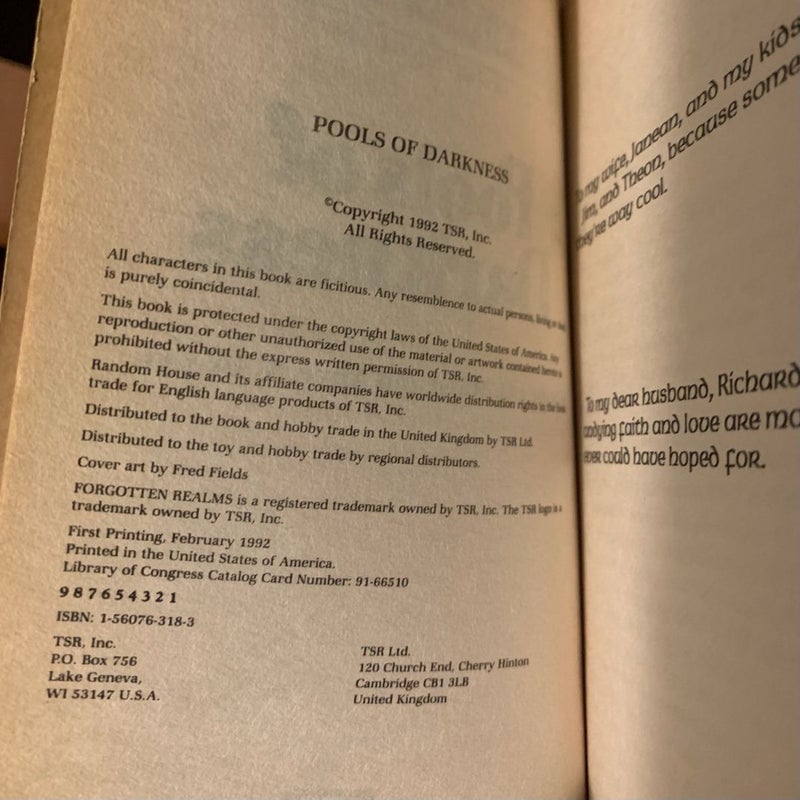 POOLS OF DARKNESS
©Copyright 1992 TSR, Inc.
All Rights Reserved.
All characters in this book are ficitious. Any resemblence to actual persons, living or
is purely coincidental.
This book is protected under the copyright laws of the United States of America. Any
reproduction or other unauthorized use of the material or artwork contained herein is
prohibited without the express written permission of TSR, Inc.
Random House and its affiliate companies have worldwide distribution rights in the book
trade for English language products of TSR, Inc.
Distributed to the book and hobby trade in the United Kingdom by TSR Ltd.
Distributed to the toy and hobby trade by regional distributors.
Cover art by Fred Fields
FORGOTTEN REALMS is a registered trademark owned by TSR, Inc. The TSR logo is a
trademark owned by TSR, Inc.
First Printing, February 1992
Printed in the United States of America.
Library of Congress Catalog Card Number: 91-66510
9 8 7 6 5 4 3 2 1
ISBN: 1-56076-318-3
TSR, Inc.
P.O. Box 756
Lake Geneva,
WI 53147 U.S.A.
TSR Ltd.
120 Church End, Cherry Hinton
Cambridge CB1 3LB
United Kingdom
To my wife, Janean, and my kids
Jim, and Theon, because some
they're way cool.
To my dear husband, Richard
undying faith and love are mo
ever could have hoped for.